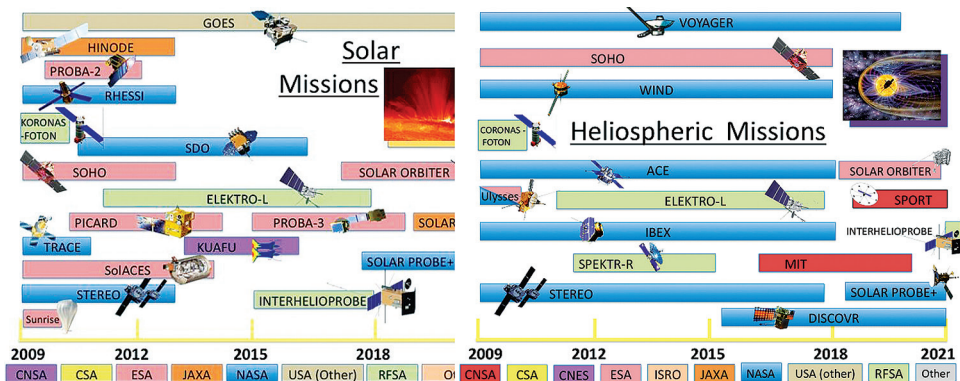 GOES
HINODE
PROBA-2
RHESSI
KORONAS
-FOTON
SDO
SOHO
SOLAR ORBITER
ELEKTRO-L
PICARD
PROBA-3
SOLAR
TRACE
KUAFU
SolACES
SOLAR PROBE+
STEREO
INTERHELIOPROBE
Sunrise
Solar
Missions
2009
2012
2015
2018
CNSA
CSA
ESA
JAXA
NASA
USA (Other)
RFSA
VOYAGER
SOHO
WIND
CORONAS -
FOTON
Heliospheric Missions
ACE
SOLAR ORBITER
Ulysses
ELEKTRO-L
SPORT
IBEX
INTERHELIOPROBE
SPEKTR-R
MIT
STEREO
SOLAR PROBE+
DISCOVR
2009
2012
2015
2018
2021
CNSA
CSA
CNES
ESA
ISRO
JAXA
NASA
USA (other)
RFSA
Other